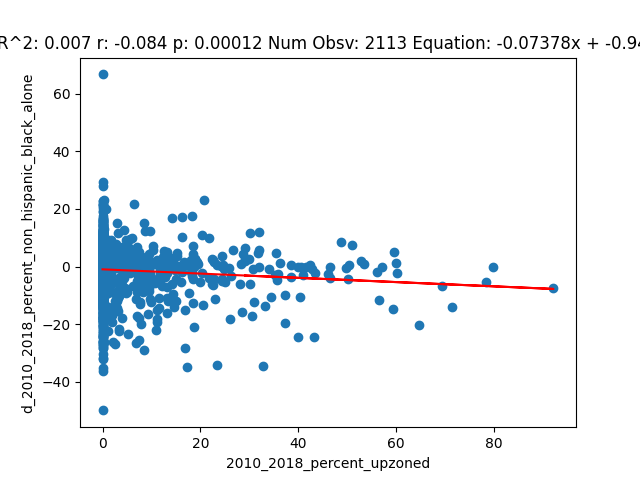 R^2: 0.007 r: -0.084 p: 0.00012 Num Obsv: 2113 Equation: -0.07378x + -0.94
d_2010_2018_percent_non_hispanic_black_alone
60
40
20
0
−20
−40
0 20 40 60 80
2010_2018_percent_upzoned